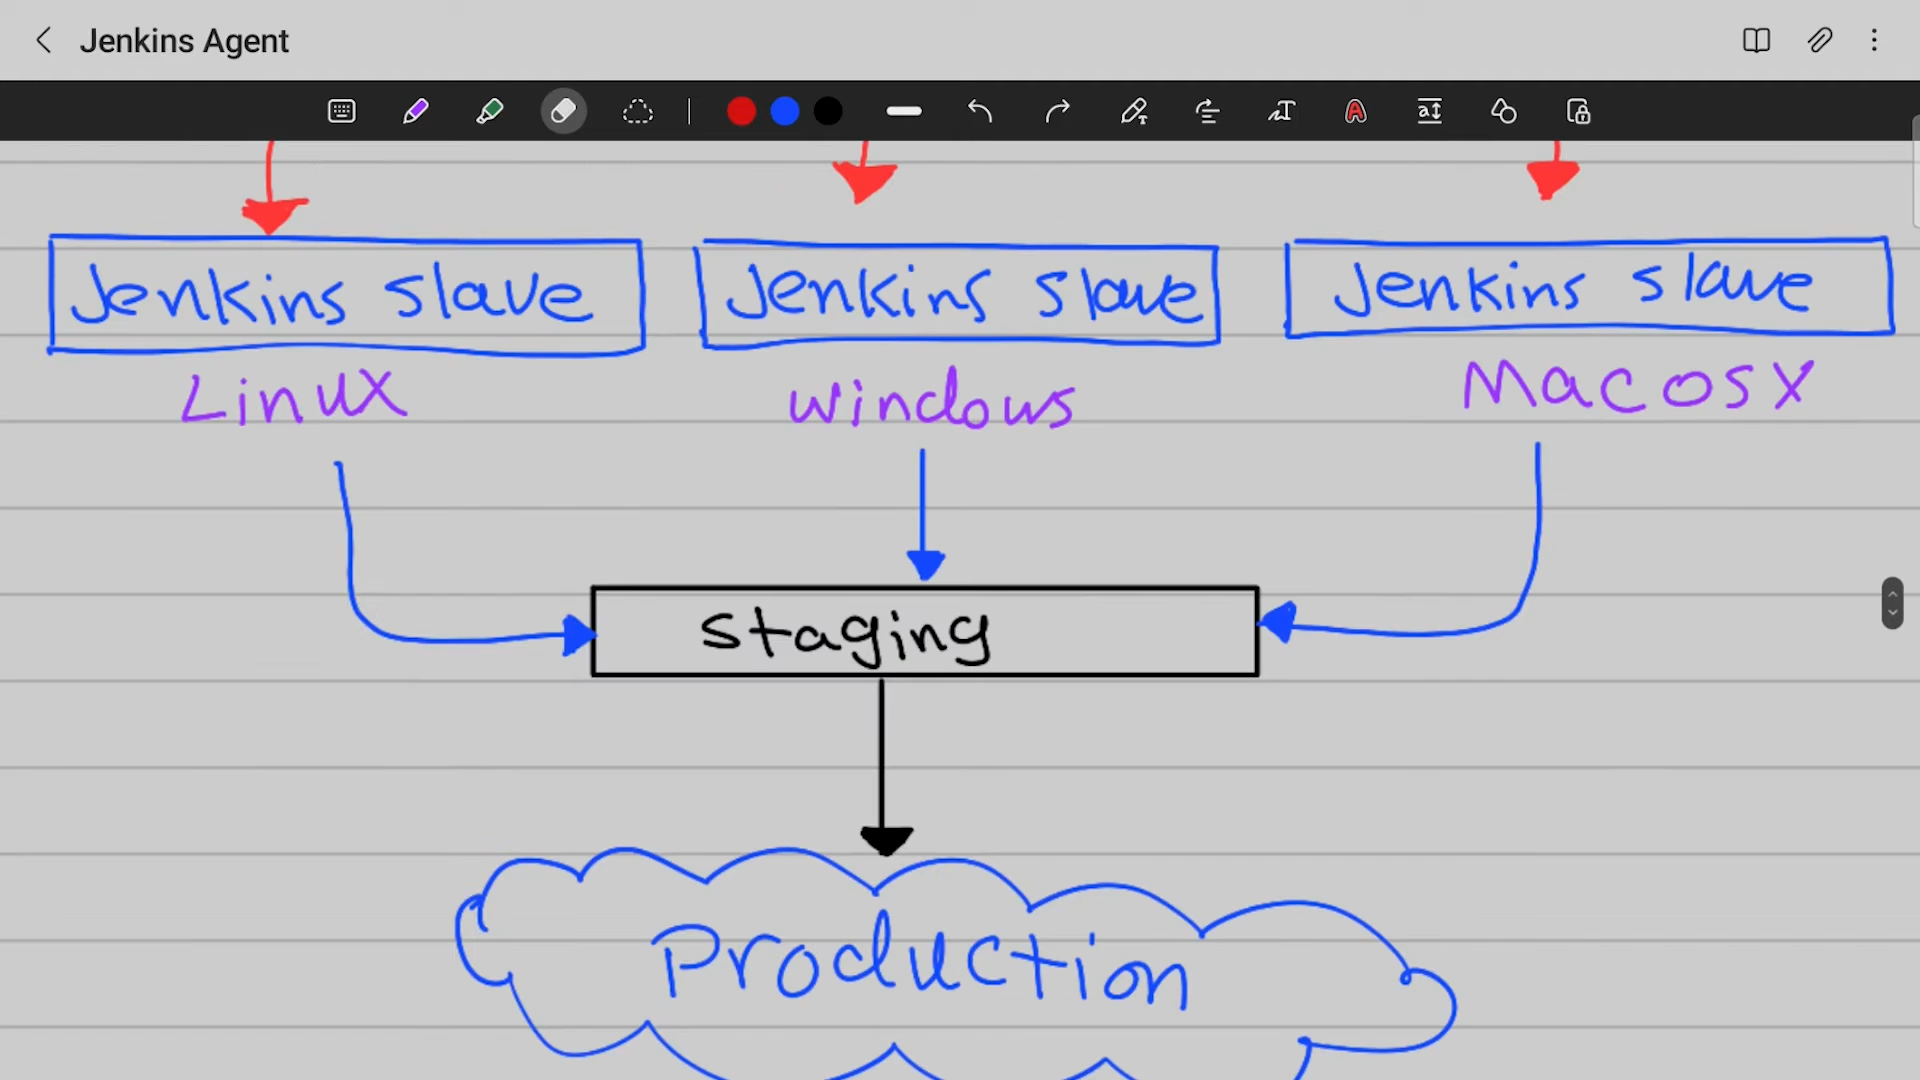 Jenkins Agent
Jenkins slave
Jenkins slave
Jenkins slave
Linux
windows
Macosx
staging
Production